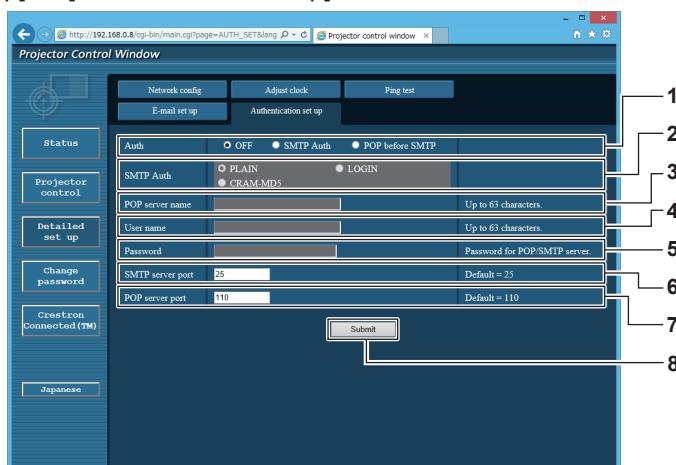 http://192.168.0.8/cgi-bin/main.cgi?page=AUTH_SET&lang
Projector control window
Projector Control Window
Network config Adjust clock Ping test
E-mail set up Authentication set up
Status
Projector control
Detailed set up
Change password
Crestron Connected(TM)
Japanese
Auth OFF SMTP Auth POP before SMTP 1
SMTP Auth PLAIN LOGIN 2
CRAM-MD5
POP server name Up to 63 characters. 3
User name Up to 63 characters. 4
Password Password for POP/SMTP server. 5
SMTP server port 25 Default = 25 6
POP server port 110 Default = 110 7
Submit 8